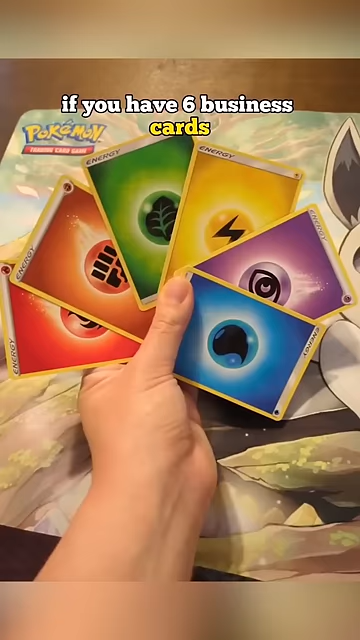 if you have 6 business
cards
Pokémon
TRADING CARD GAME
ENERGY
ENERGY
ENERGY
ENERGY
ENERGY
ENERGY